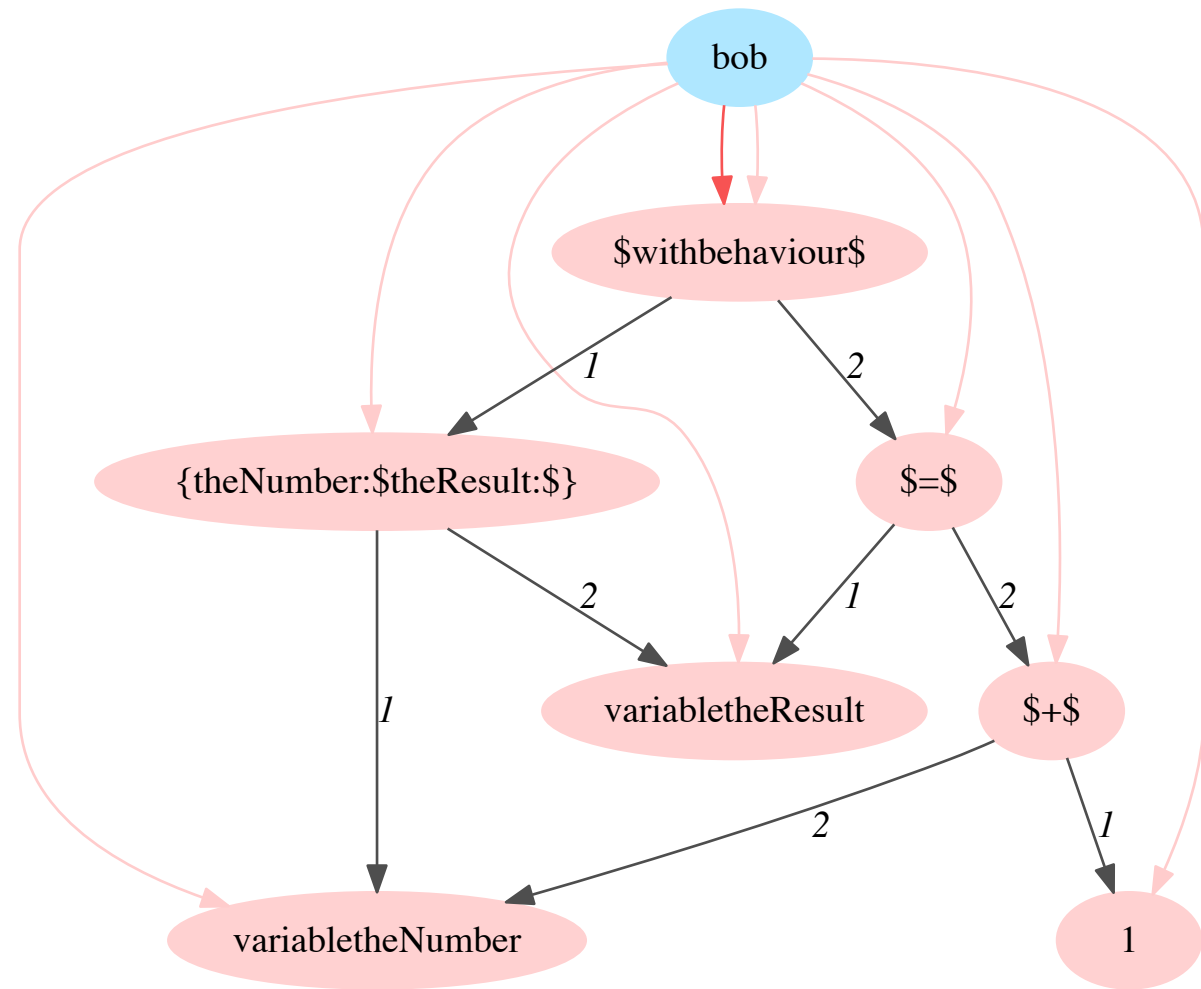 bob
$withbehaviour$
1
2
{theNumber:$theResult:$}
$=$
2
1
2
1
variabletheResult
$+$
2
1
variabletheNumber
1